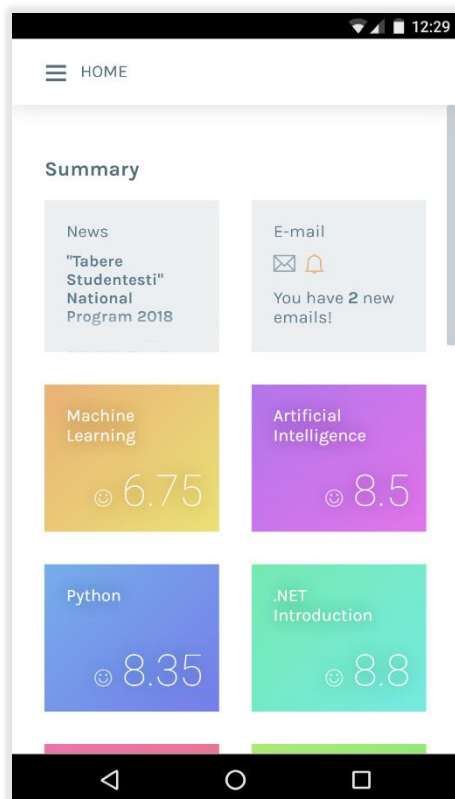 12:29
HOME
Summary
News
"Tabere
Studentesti"
National
Program 2018
E-mail
You have 2 new
emails!
Machine
Learning
6.75
Artificial
Intelligence
8.5
Python
8.35
.NET
Introduction
8.8